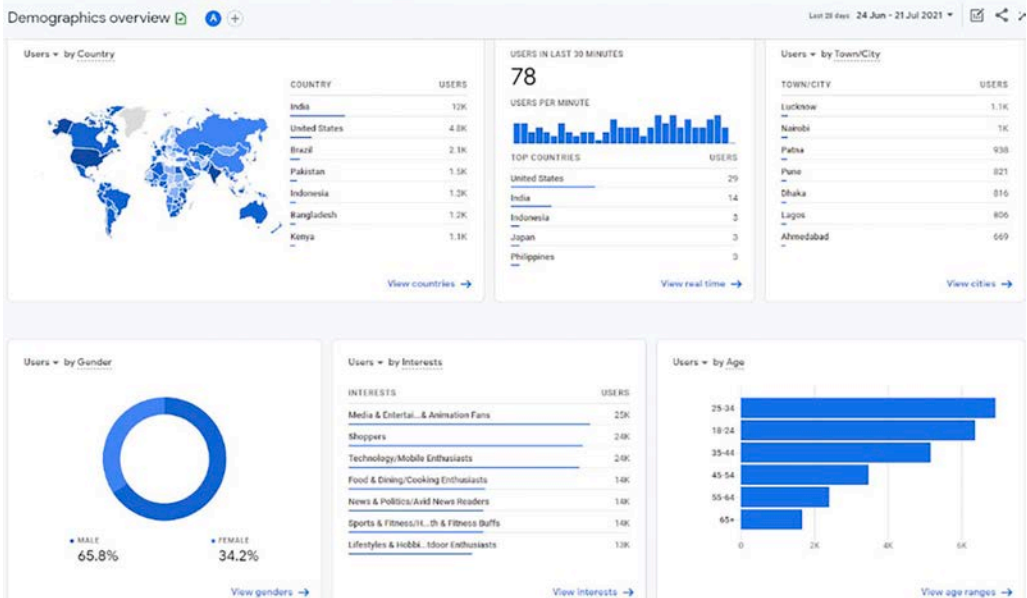 Demographics overview A +
Last 28 days 24 Jun - 21 Jul 2021
Users by Country
COUNTRY USERS
India 12K
United States 4.8K
Brazil 2.1K
Pakistan 1.5K
Indonesia
Bangladesh 1.2K
Kenya 1.1K
View countries →
USERS IN LAST 30 MINUTES
78
USERS PER MINUTE
TOP COUNTRIES USERS
United States 29
India 14
Indonesia 3
Japan 3
Philippines 3
View real time →
Users by Town/City
TOWN/CITY USERS
Lucknow 1.1K
Nairobi 1K
Patna 938
Pune 821
Dhaka 816
Lagos 806
Ahmedabad 669
View cities →
Users by Gender
MALE FEMALE
65.8% 34.2%
View genders →
Users by Interests
INTERESTS USERS
Media & Entertai...& Animation Fans 25K
Shoppers 24K
Technology/Mobile Enthusiasts 24K
Food & Dining/Cooking Enthusiasts 14K
News & Politics/Avid News Readers 14K
Sports & Fitness/H...th & Fitness Buffs 14K
Lifestyles & Hobbi...tdoor Enthusiasts 13K
View interests →
Users by Age
25-34
18-24
35-44
45-54
55-64
65+
0 2K 4K 6K
View age ranges →